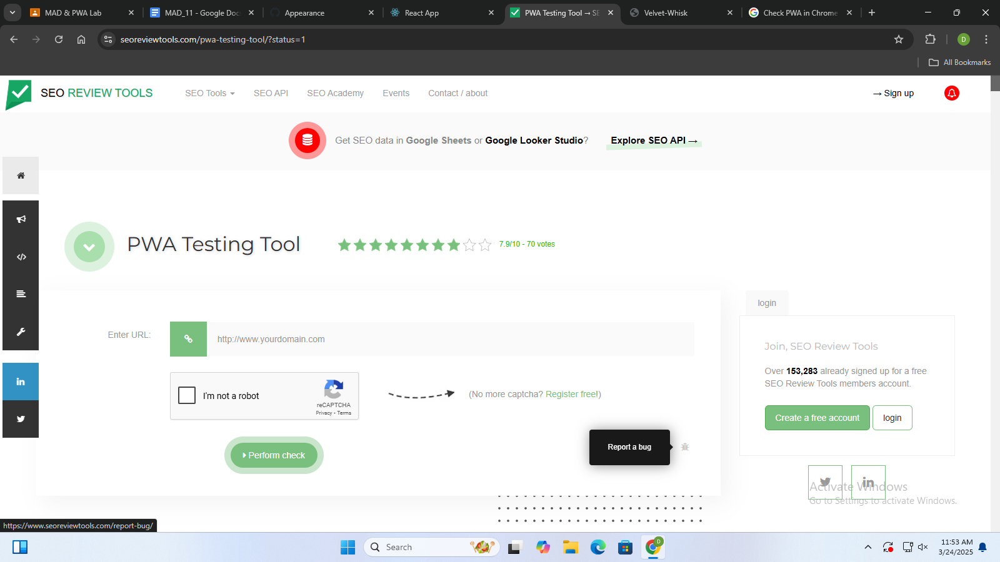 MAD & PWA Lab
MAD_11 - Google Doc
Appearance
React App
PWA Testing Tool → SE
Velvet-Whisk
Check PWA in Chrome
seoreviewtools.com/pwa-testing-tool/?status=1
D
All Bookmarks
SEO REVIEW TOOLS
SEO Tools
SEO API
SEO Academy
Events
Contact / about
→ Sign up
Get SEO data in Google Sheets or Google Looker Studio?
Explore SEO API →
PWA Testing Tool
7.9/10 - 70 votes
login
Enter URL:
http://www.yourdomain.com
Join, SEO Review Tools
Over 153,283 already signed up for a free
SEO Review Tools members account.
I'm not a robot
reCAPTCHA
Privacy - Terms
(No more captcha? Register free!)
Create a free account
login
Perform check
Report a bug
in
in
Activate Windows
Go to Settings to activate Windows.
https://www.seoreviewtools.com/report-bug/
Search
D
11:53 AM
3/24/2025